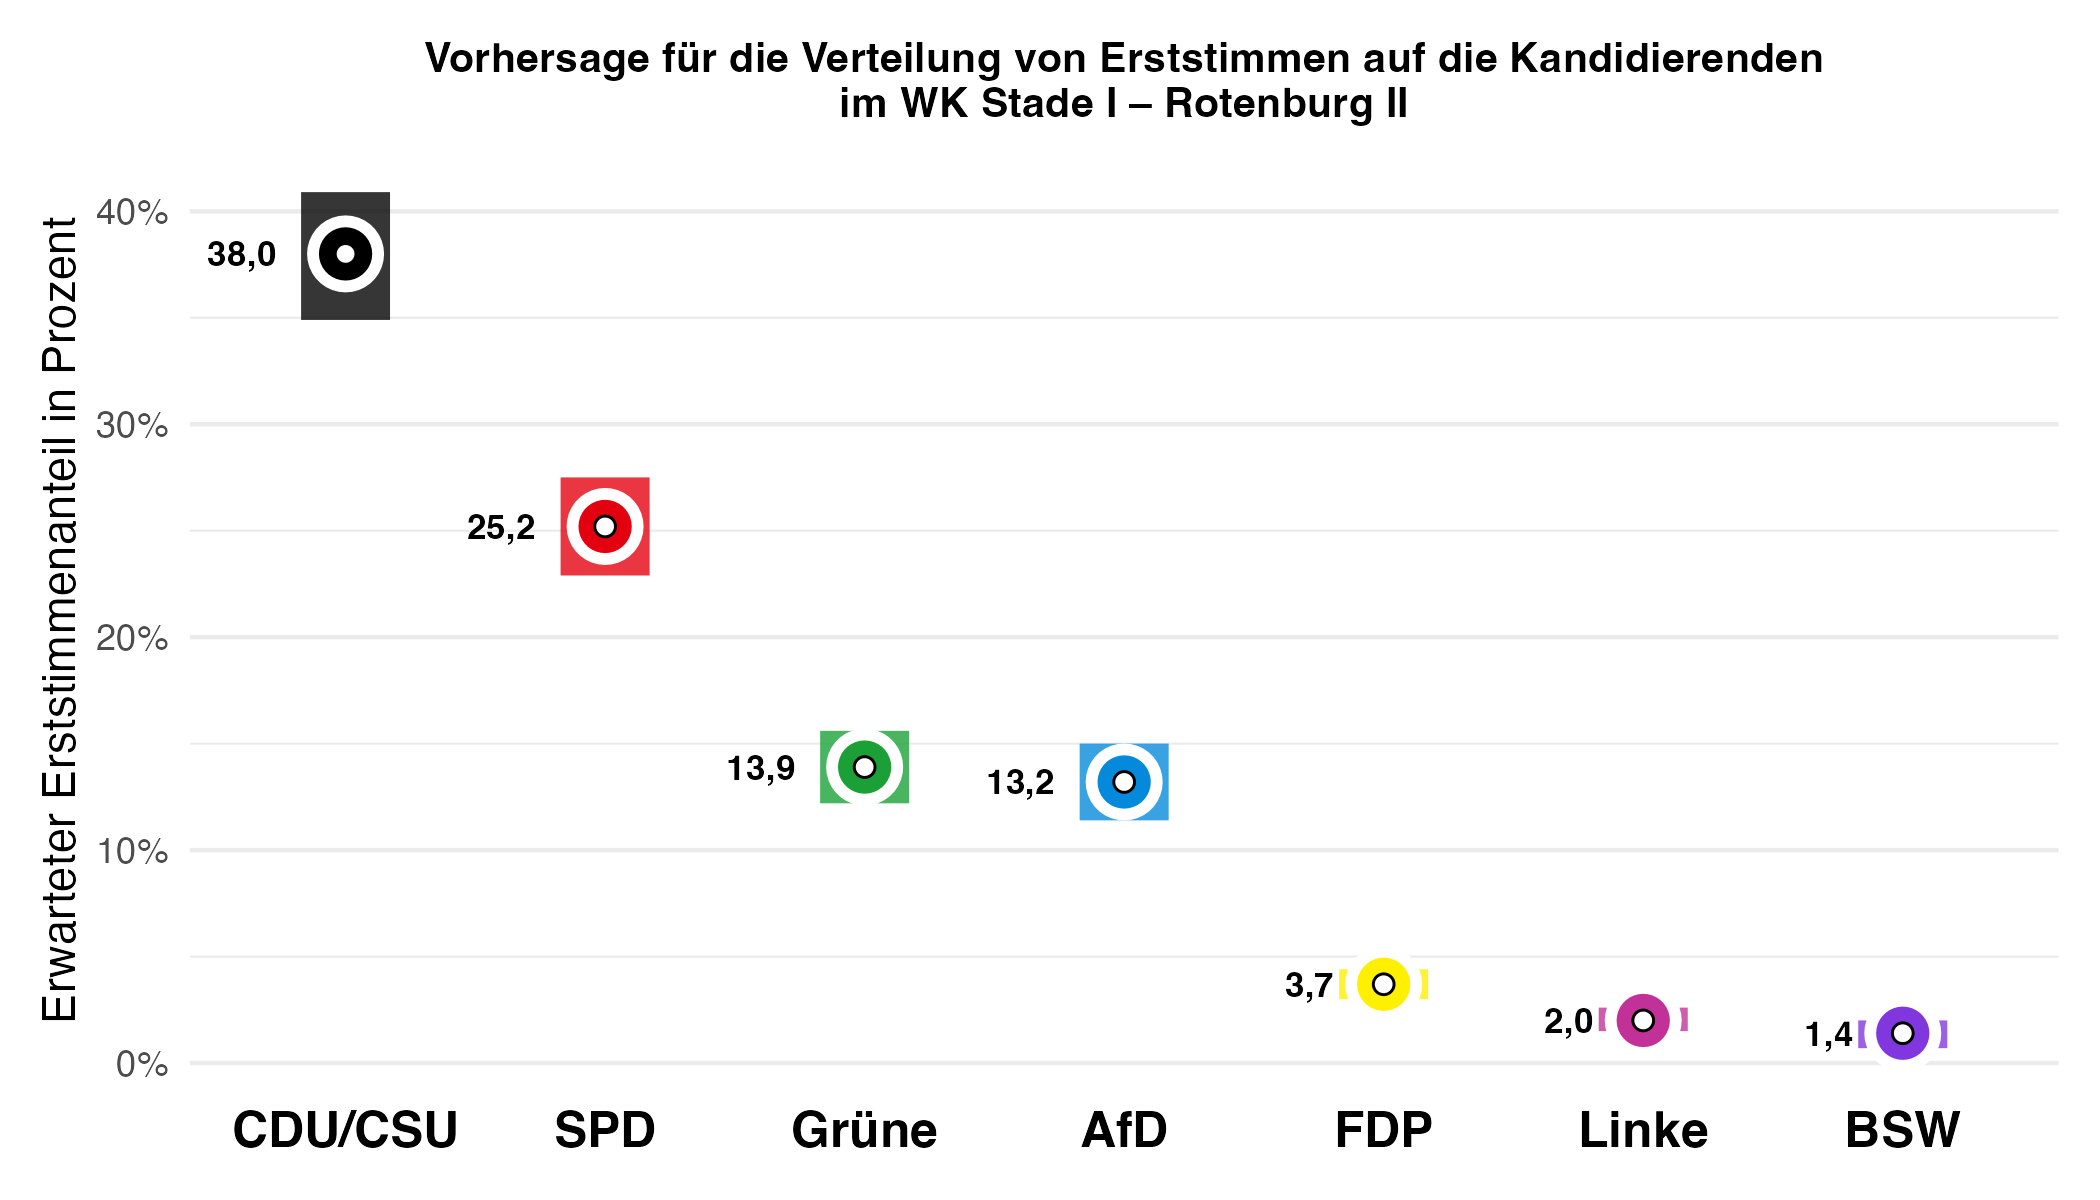 Vorhersage für die Verteilung von Erststimmen auf die Kandidierenden
im WK Stade I – Rotenburg II
Erwarteter Erststimmenanteil in Prozent
40%
30%
20%
10%
0%
38,0
25,2
13,9
13,2
3,7
2,0
1,4
CDU/CSU
SPD
Grüne
AfD
FDP
Linke
BSW